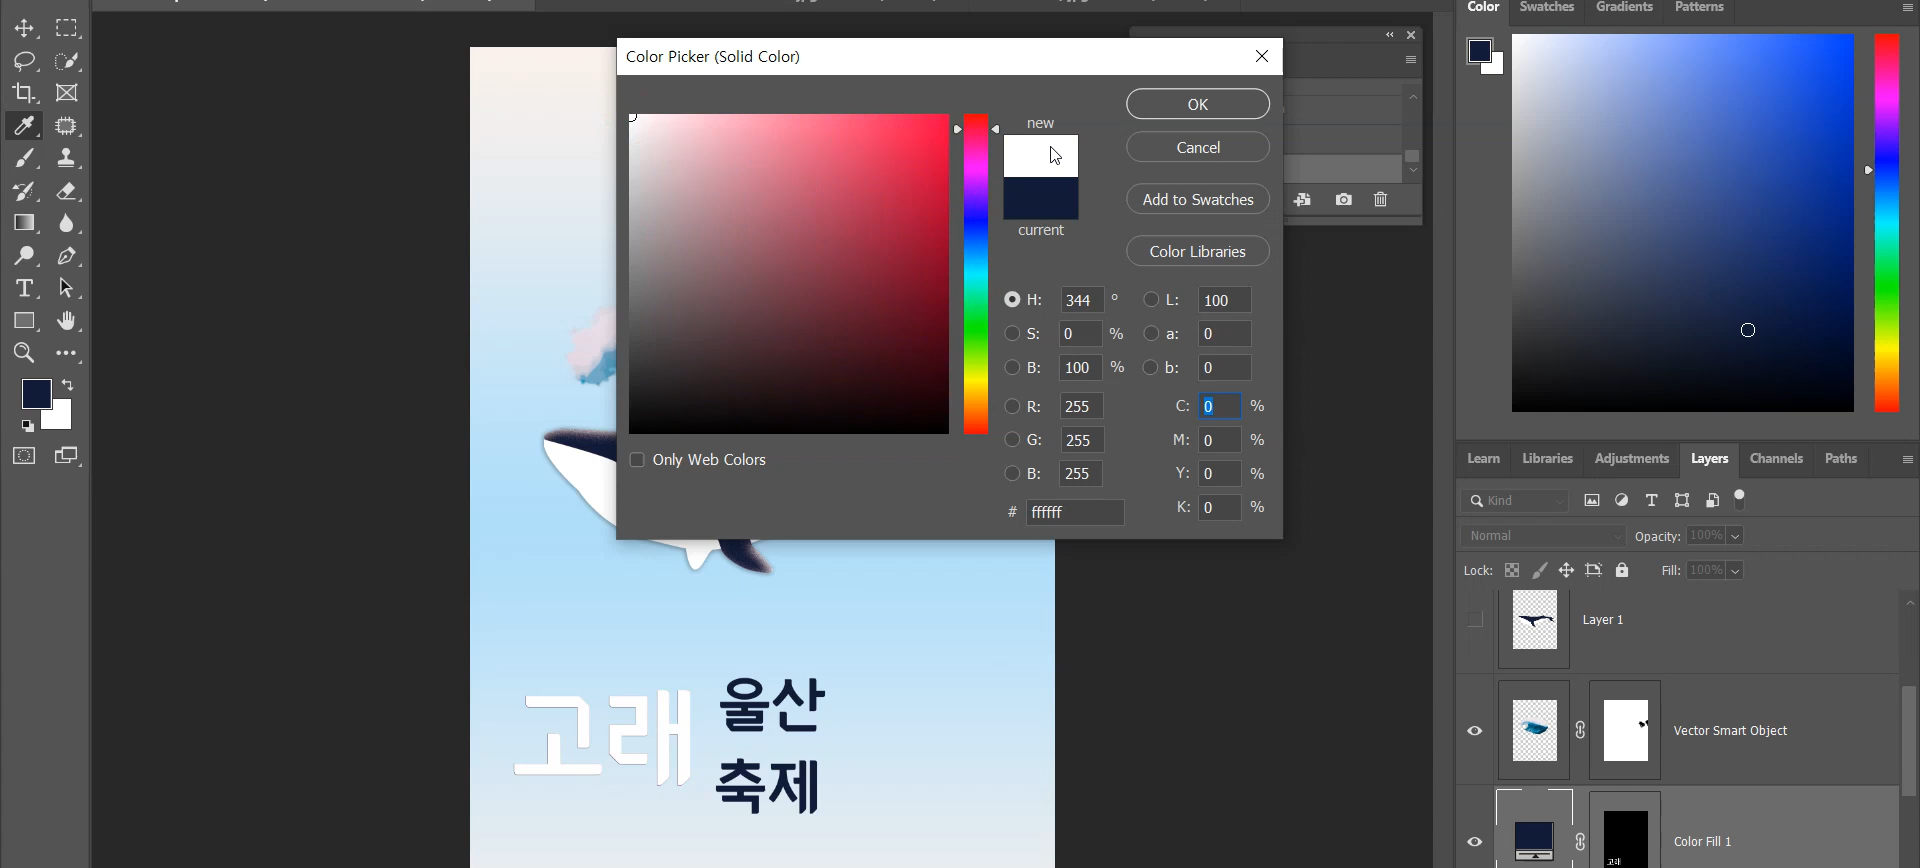 Color Swatches Gradients Patterns
Color Picker (Solid Color)
OK
new
Cancel
Add to Swatches
current
Color Libraries
H: 344 ° L: 100
S: 0 % a: 0
B: 100 % b: 0
R: 255 C: 0 %
G: 255 M: 0 %
B: 255 Y: 0 %
# ffffff K: 0 %
Only Web Colors
Learn Libraries Adjustments Layers Channels Paths
Kind
Normal Opacity: 100%
Lock: Fill: 100%
Layer 1
Vector Smart Object
Color Fill 1
고래
고래
울산
축제